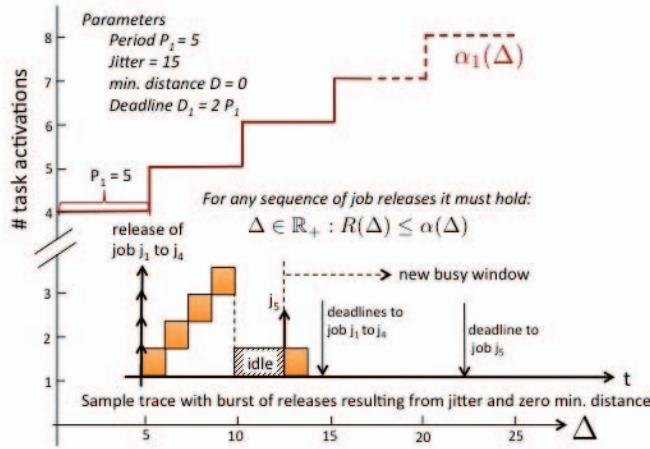 Parameters
Period P₁ = 5
Jitter = 15
min. distance D = 0
Deadline D₁ = 2 P₁
α₁(Δ)
# task activations
8
7
6
5
4
3
2
1
P₁ = 5
For any sequence of job releases it must hold:
Δ ∈ ℝ₊ : R(Δ) ≤ α(Δ)
release of
job j₁ to j₄
new busy window
j₅
deadlines to
job j₁ to j₄
deadline to
job j₅
idle
t
Sample trace with burst of releases resulting from jitter and zero min. distance
5
10
15
20
25
Δ